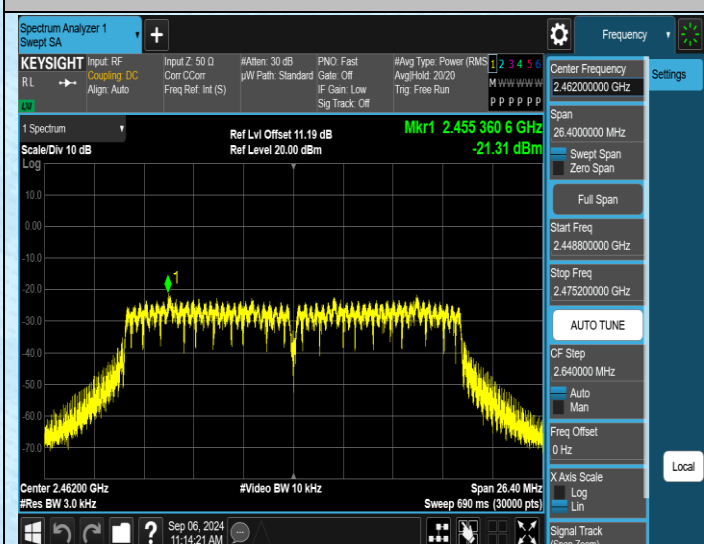 Spectrum Analyzer 1
Swept SA
+
Frequency
KEYSIGHT
RL
Input: RF
Coupling: DC
Align: Auto
Input Z: 50 Ω
Corr CCorr
Freq Ref: Int (S)
#Atten: 30 dB
µW Path: Standard
PNO: Fast
Gate: Off
IF Gain: Low
Sig Track: Off
#Avg Type: Power (RMS
Avg|Hold: 20/20
Trig: Free Run
1 2 3 4 5 6
M W W W W W
P P P P P P
1 Spectrum
Scale/Div 10 dB
Log
Ref Lvl Offset 11.19 dB
Ref Level 20.00 dBm
Mkr1 2.455 360 6 GHz
-21.31 dBm
10.0
0.00
-10.0
-20.0
-30.0
-40.0
-50.0
-60.0
-70.0
1
Center 2.46200 GHz
#Res BW 3.0 kHz
#Video BW 10 kHz
Span 26.40 MHz
Sweep 690 ms (30000 pts)
Center Frequency
2.462000000 GHz
Settings
Span
26.4000000 MHz
Swept Span
Zero Span
Full Span
Start Freq
2.448800000 GHz
Stop Freq
2.475200000 GHz
AUTO TUNE
CF Step
2.640000 MHz
Auto
Man
Freq Offset
0 Hz
X Axis Scale
Log
Lin
Local
Signal Track
(Span Zoom)
?
Sep 06, 2024
11:14:21 AM